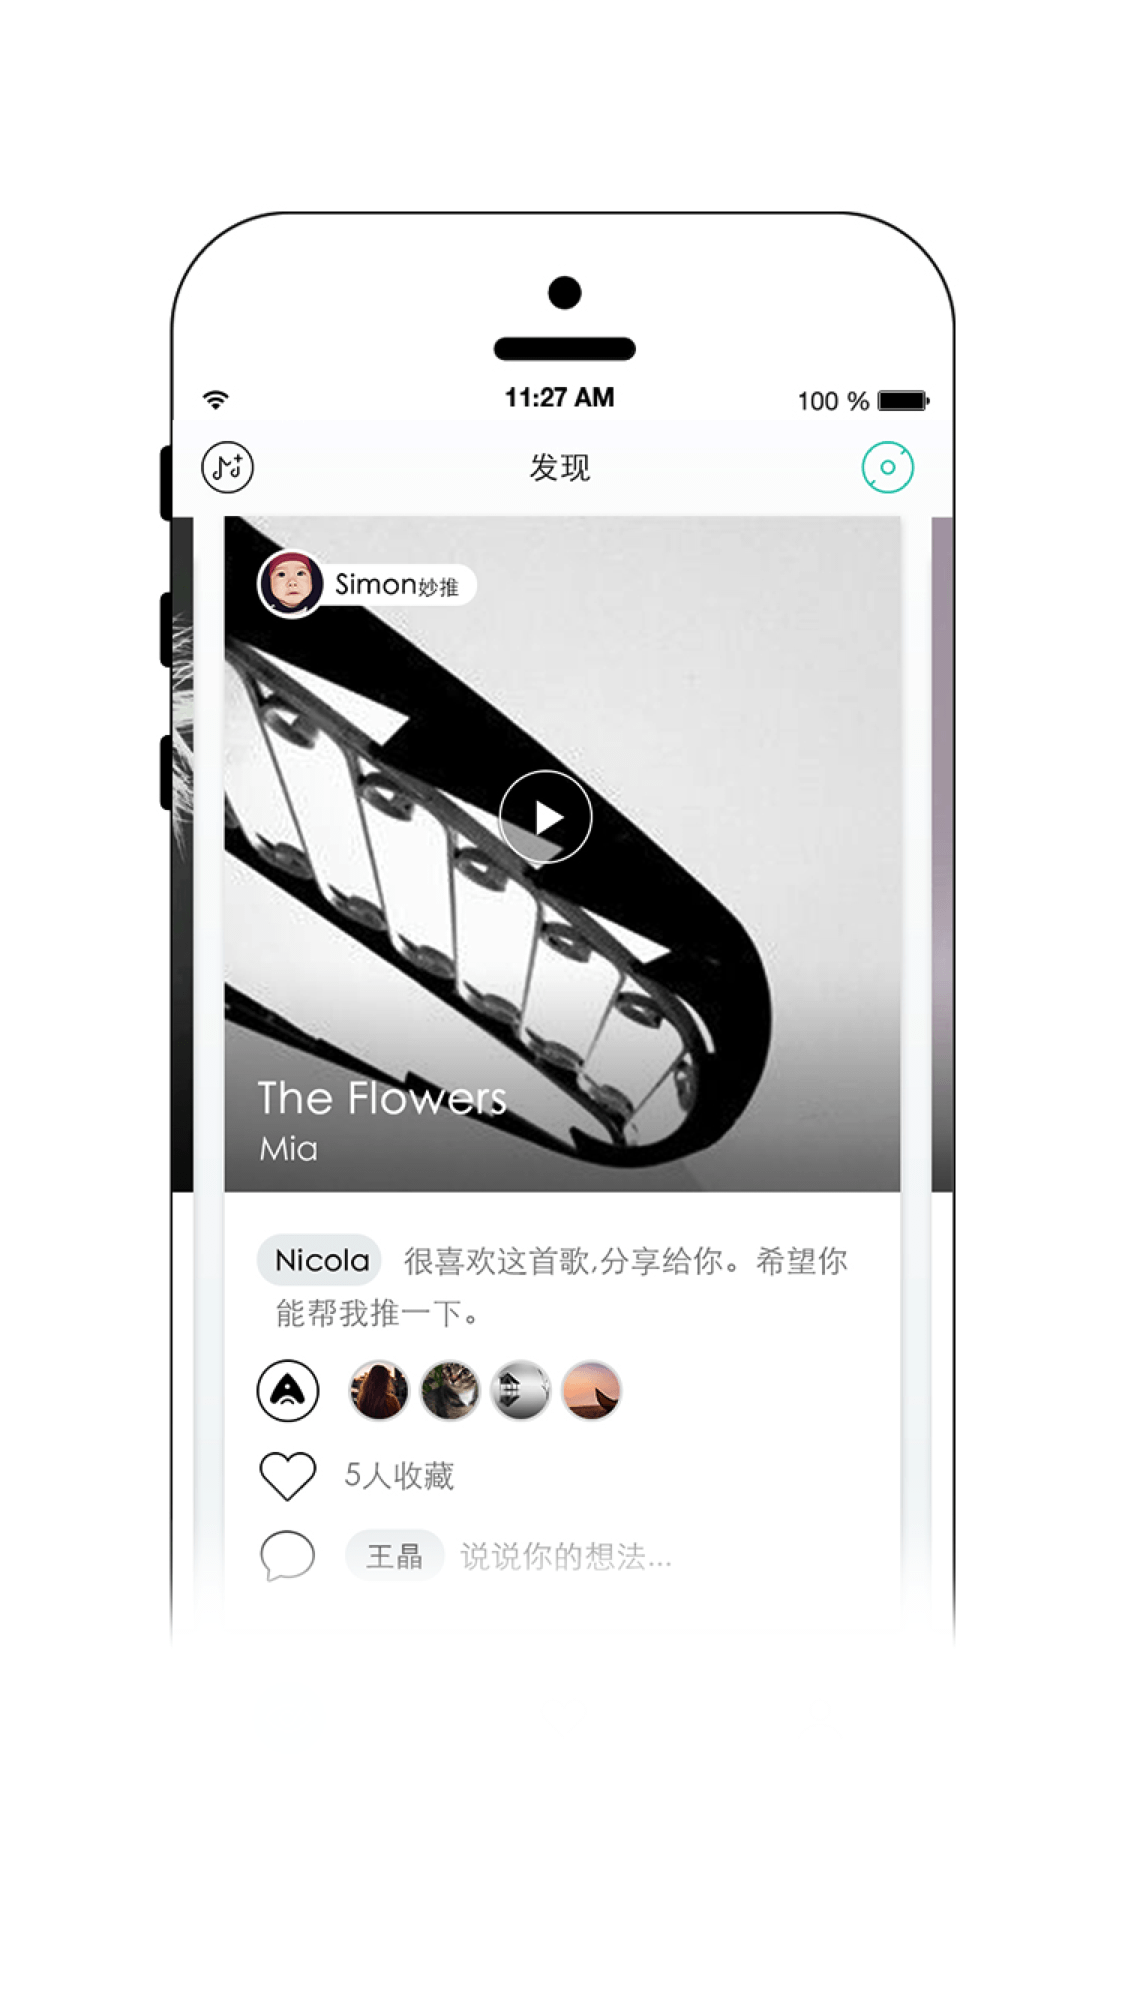 11:27 AM
100 %
发现
Simon妙推
The Flowers
Mia
Nicola 很喜欢这首歌,分享给你。希望你
能帮我推一下。
5人收藏
王晶 说说你的想法...